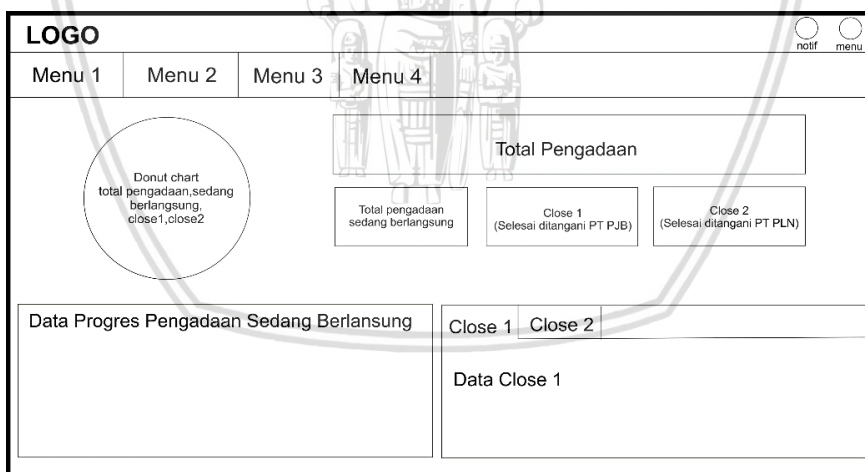 LOGO
notif
menu
Menu 1
Menu 2
Menu 3
Menu 4
Donut chart
total pengadaan,sedang
berlangsung,
close1,close2
Total Pengadaan
Total pengadaan
sedang berlangsung
Close 1
(Selesai ditangani PT PJB)
Close 2
(Selesai ditangani PT PLN)
Data Progres Pengadaan Sedang Berlansung
Close 1
Close 2
Data Close 1